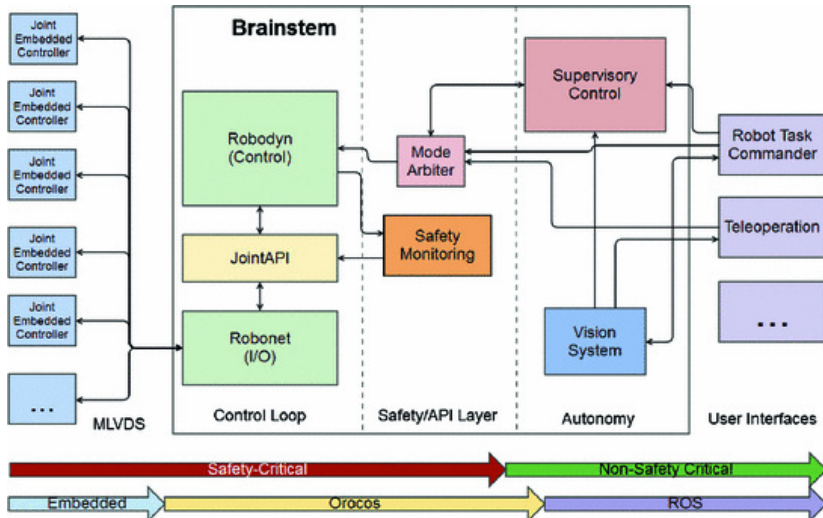 Brainstem
Joint
Embedded
Controller
Joint
Embedded
Controller
Joint
Embedded
Controller
Joint
Embedded
Controller
Joint
Embedded
Controller
...
MLVDS
Robodyn
(Control)
JointAPI
Robonet
(I/O)
Control Loop
Mode
Arbiter
Safety
Monitoring
Safety/API Layer
Supervisory
Control
Vision
System
Autonomy
Robot Task
Commander
Teleoperation
...
User Interfaces
Safety-Critical
Non-Safety Critical
Embedded
Orocos
ROS